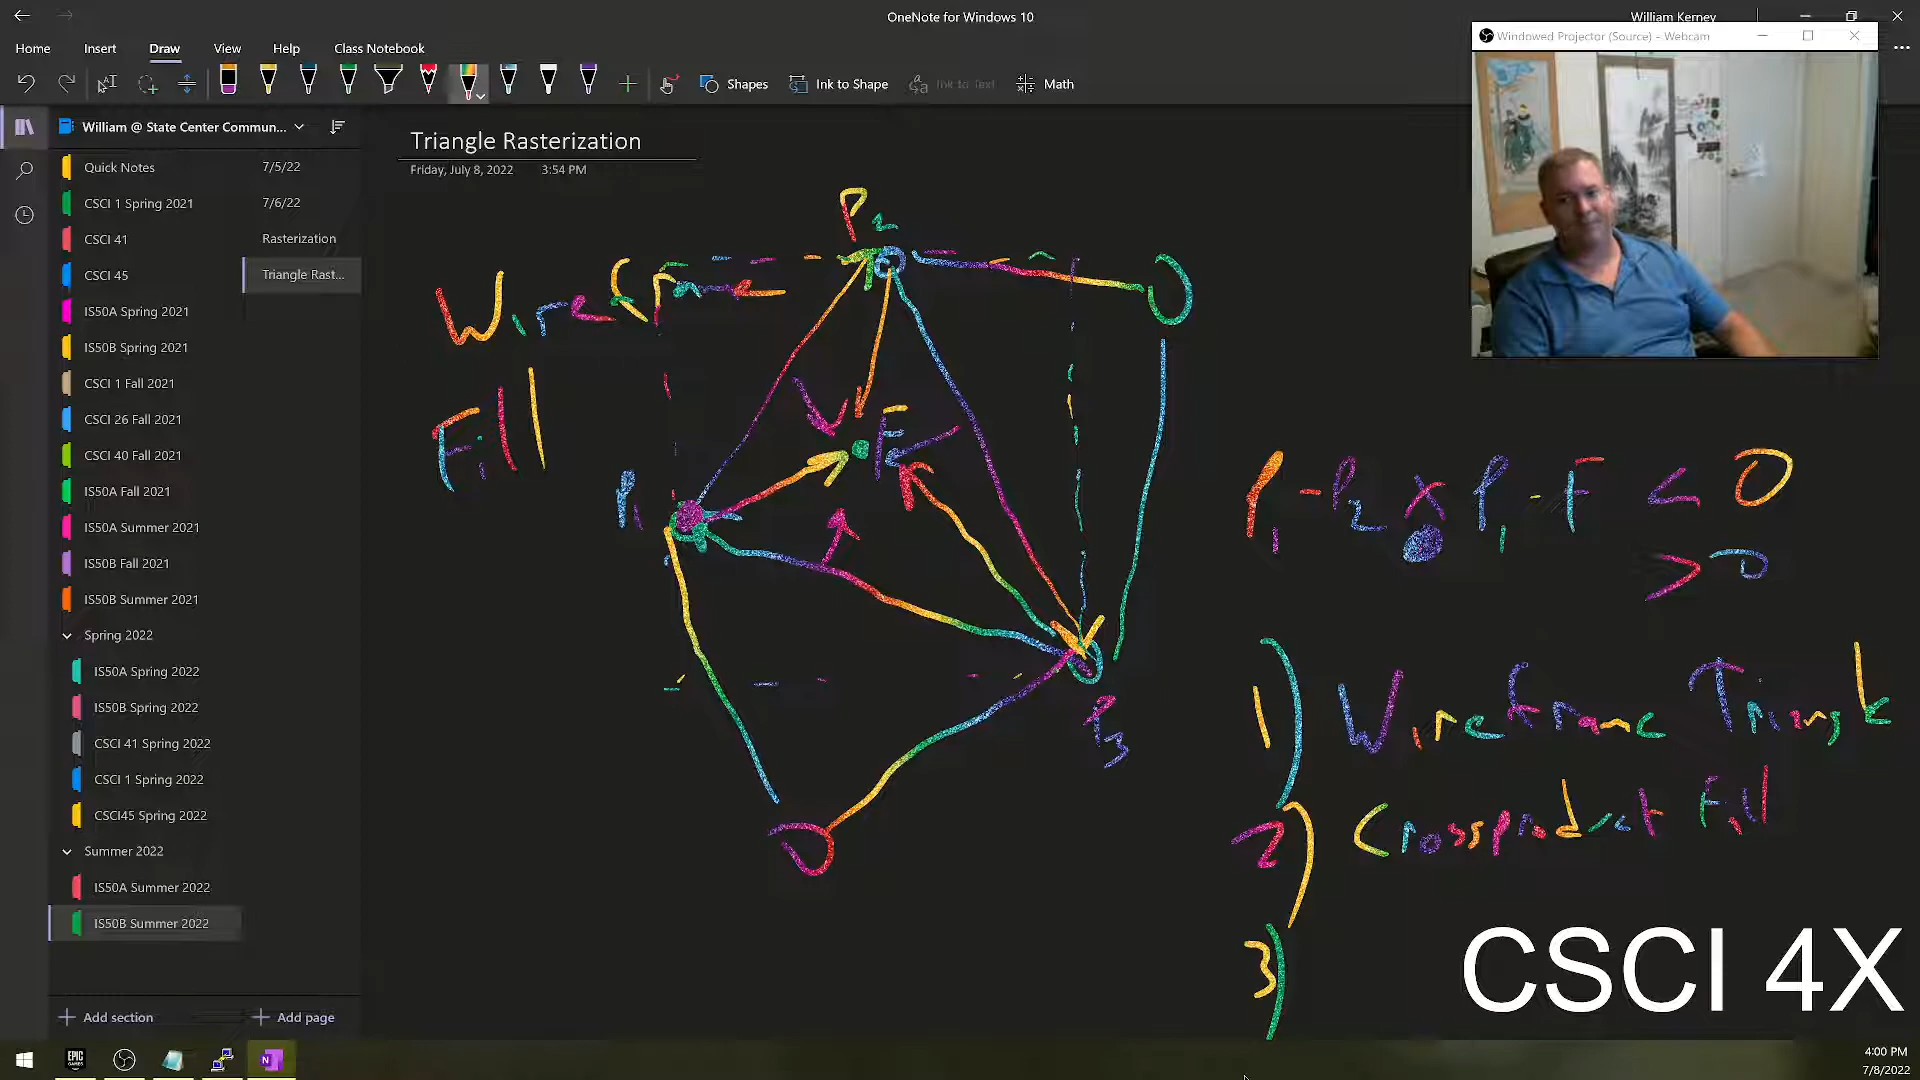 OneNote for Windows 10
William Kerney
Windowed Projector (Source) - Webcam
Home Insert Draw View Help Class Notebook
Shapes Ink to Shape Ink to Text Math
William @ State Center Commun...
Quick Notes
CSCI 1 Spring 2021
CSCI 41
CSCI 45
IS50A Spring 2021
IS50B Spring 2021
CSCI 1 Fall 2021
CSCI 26 Fall 2021
CSCI 40 Fall 2021
IS50A Fall 2021
IS50A Summer 2021
IS50B Fall 2021
IS50B Summer 2021
Spring 2022
IS50A Spring 2022
IS50B Spring 2022
CSCI 41 Spring 2022
CSCI 1 Spring 2022
CSCI45 Spring 2022
Summer 2022
IS50A Summer 2022
IS50B Summer 2022
Add section
7/5/22
7/6/22
Rasterization
Triangle Rast...
Add page
Triangle Rasterization
Friday, July 8, 2022 3:54 PM
Wireframe
Fill
P2
P1
F
P3
P1 - P2 x P1 - F < 0
> 0
1) Wireframe Triangle
2) Crossproduct Fill
3)
CSCI 4X
EPIC GAMES
4:00 PM
7/8/2022